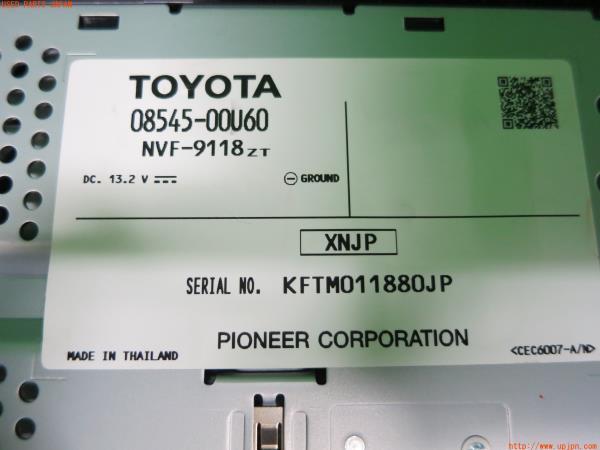 USED PARTS JAPAN
TOYOTA
08545-00U60
NVF-9118ZT
DC. 13.2 V
GROUND
XNJP
SERIAL NO. KFTM011880JP
PIONEER CORPORATION
MADE IN THAILAND
<CEC6007-A/N>
http://www.upjpn.com